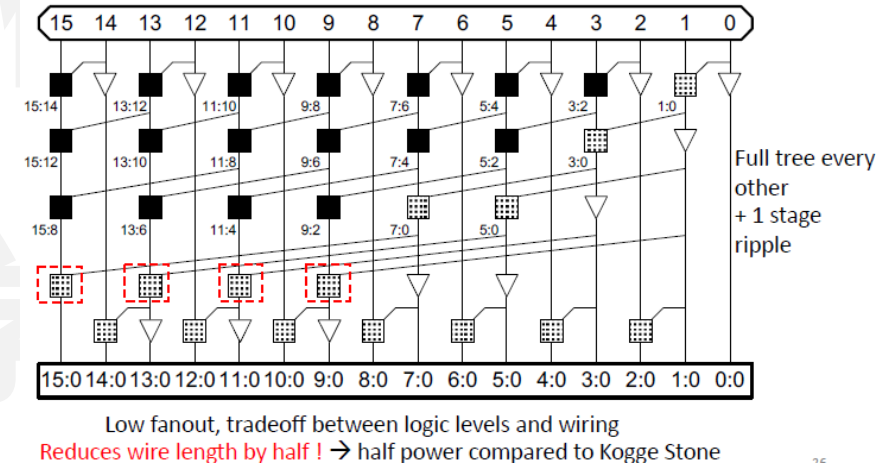 15 14 13 12 11 10 9 8 7 6 5 4 3 2 1 0
15:14 13:12 11:10 9:8 7:6 5:4 3:2 1:0
15:12 13:10 11:8 9:6 7:4 5:2 3:0
Full tree every
other
+ 1 stage
ripple
15:8 13:6 11:4 9:2 7:0 5:0
15:0 14:0 13:0 12:0 11:0 10:0 9:0 8:0 7:0 6:0 5:0 4:0 3:0 2:0 1:0 0:0
Low fanout, tradeoff between logic levels and wiring
Reduces wire length by half ! → half power compared to Kogge Stone